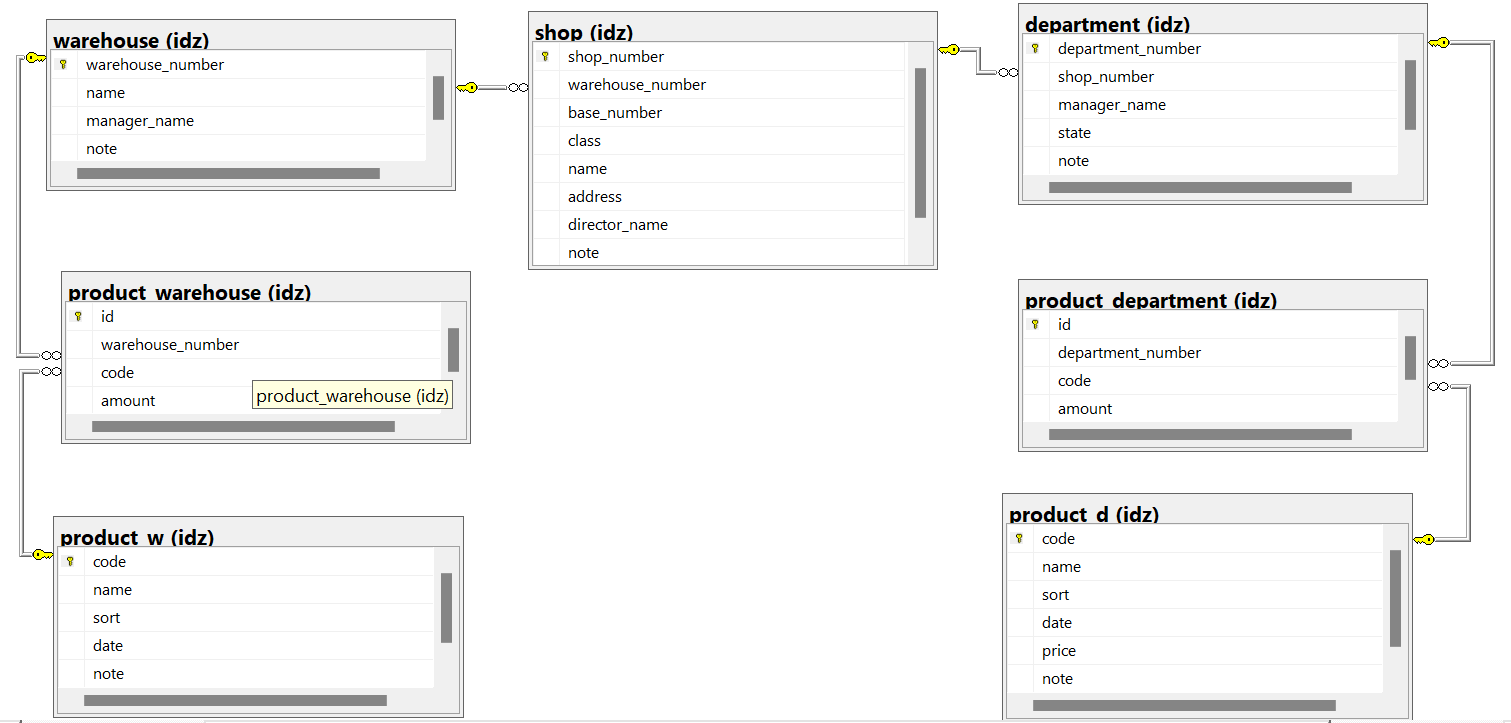 warehouse (idz)
warehouse_number
name
manager_name
note
shop (idz)
shop_number
warehouse_number
base_number
class
name
address
director_name
note
department (idz)
department_number
shop_number
manager_name
state
note
product_warehouse (idz)
id
warehouse_number
code
amount
product_warehouse (idz)
product_department (idz)
id
department_number
code
amount
product_w (idz)
code
name
sort
date
note
product_d (idz)
code
name
sort
date
price
note